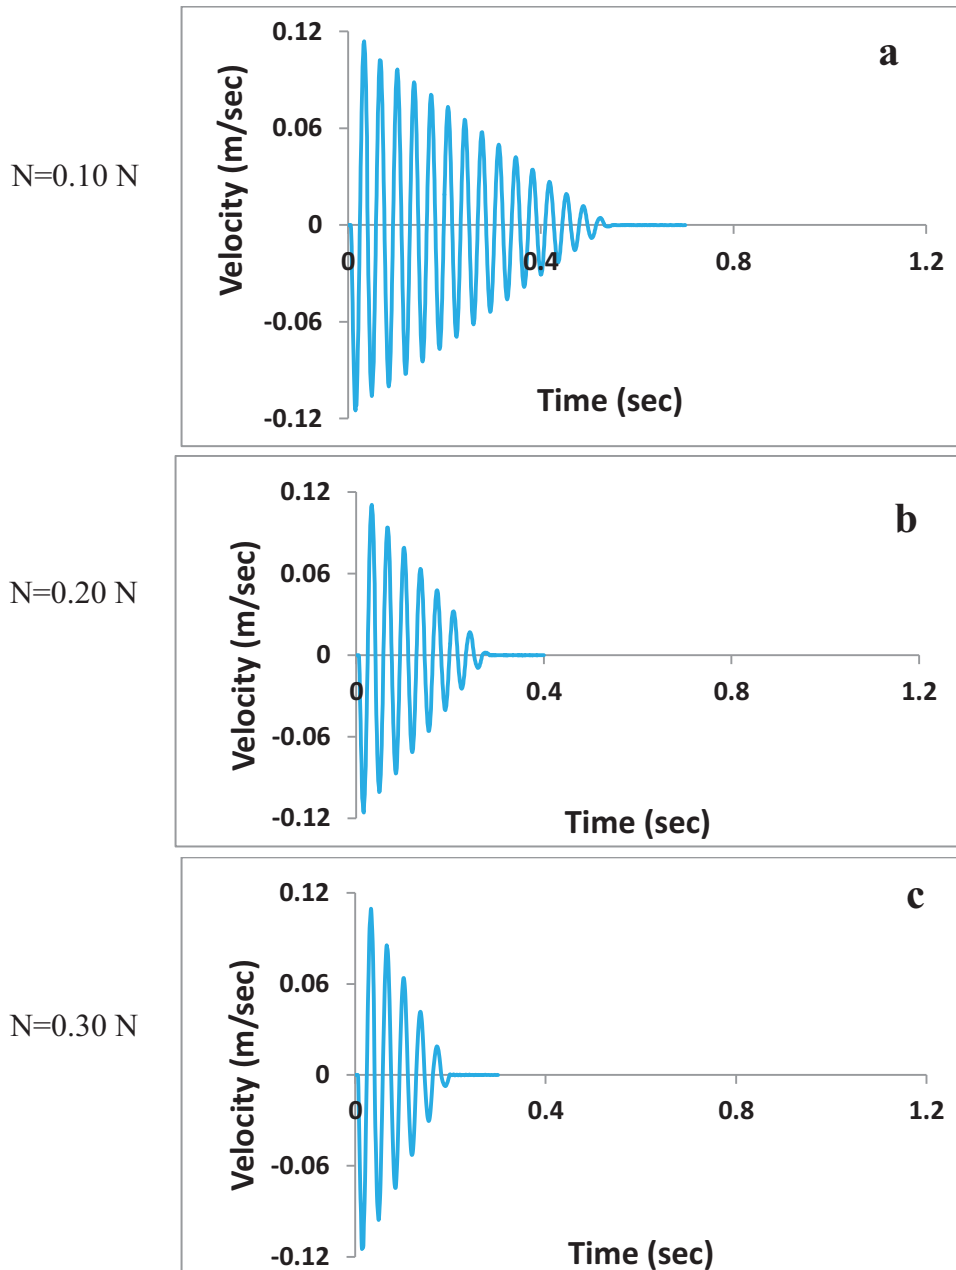 a
N=0.10 N
Velocity (m/sec)
0.12
0.06
0
-0.06
-0.12
0 0.4 0.8 1.2
Time (sec)
b
N=0.20 N
Velocity (m/sec)
0.12
0.06
0
-0.06
-0.12
0 0.4 0.8 1.2
Time (sec)
c
N=0.30 N
Velocity (m/sec)
0.12
0.06
0
-0.06
-0.12
0 0.4 0.8 1.2
Time (sec)